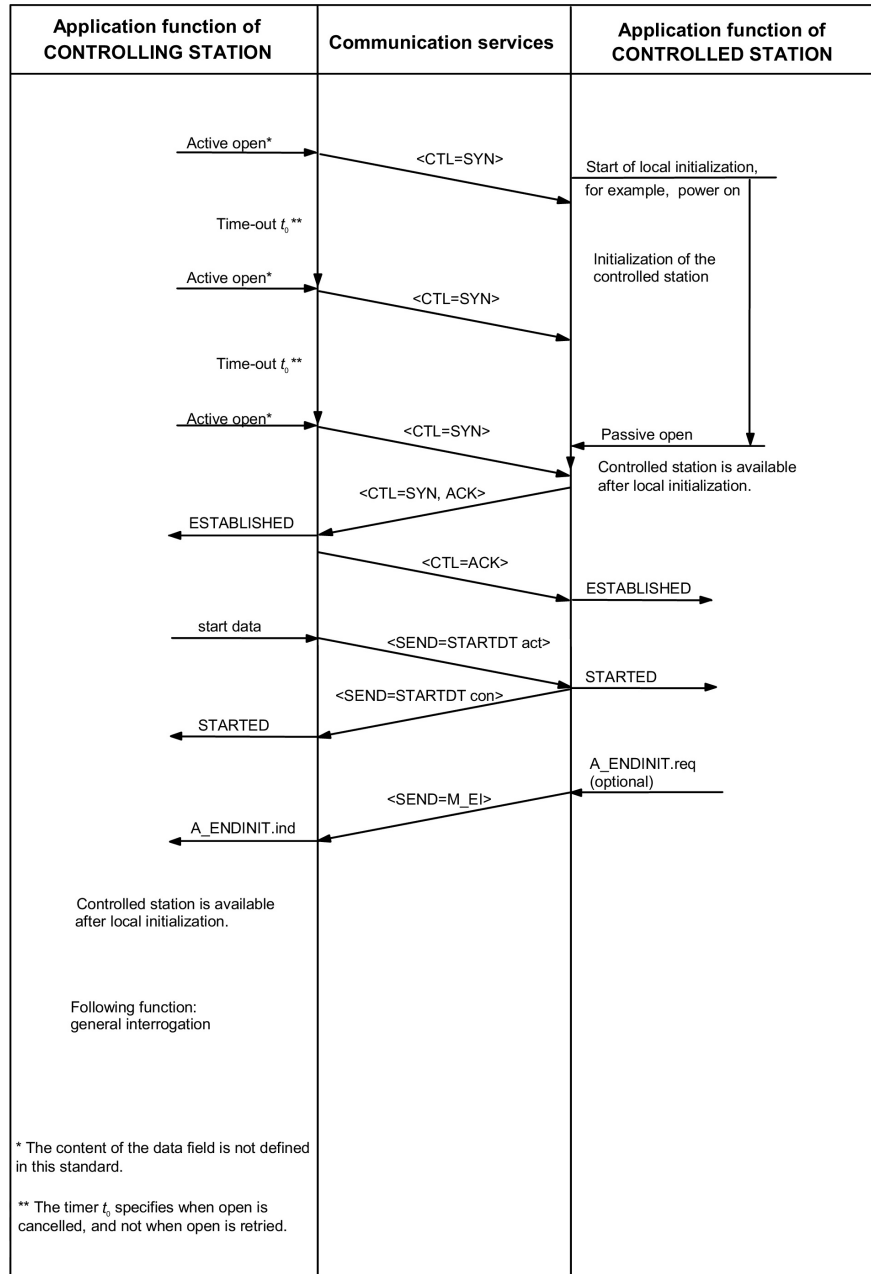 Application function of
CONTROLLING STATION
Communication services
Application function of
CONTROLLED STATION
Active open*
<CTL=SYN>
Start of local initialization,
for example, power on
Time-out t₀**
Initialization of the
controlled station
Active open*
<CTL=SYN>
Time-out t₀**
Active open*
<CTL=SYN>
Passive open
Controlled station is available
after local initialization.
<CTL=SYN, ACK>
ESTABLISHED
<CTL=ACK>
ESTABLISHED
start data
<SEND=STARTDT act>
STARTED
<SEND=STARTDT con>
STARTED
A_ENDINIT.req
(optional)
<SEND=M_EI>
A_ENDINIT.ind
Controlled station is available
after local initialization.
Following function:
general interrogation
* The content of the data field is not defined
in this standard.
** The timer t₀ specifies when open is
cancelled, and not when open is retried.